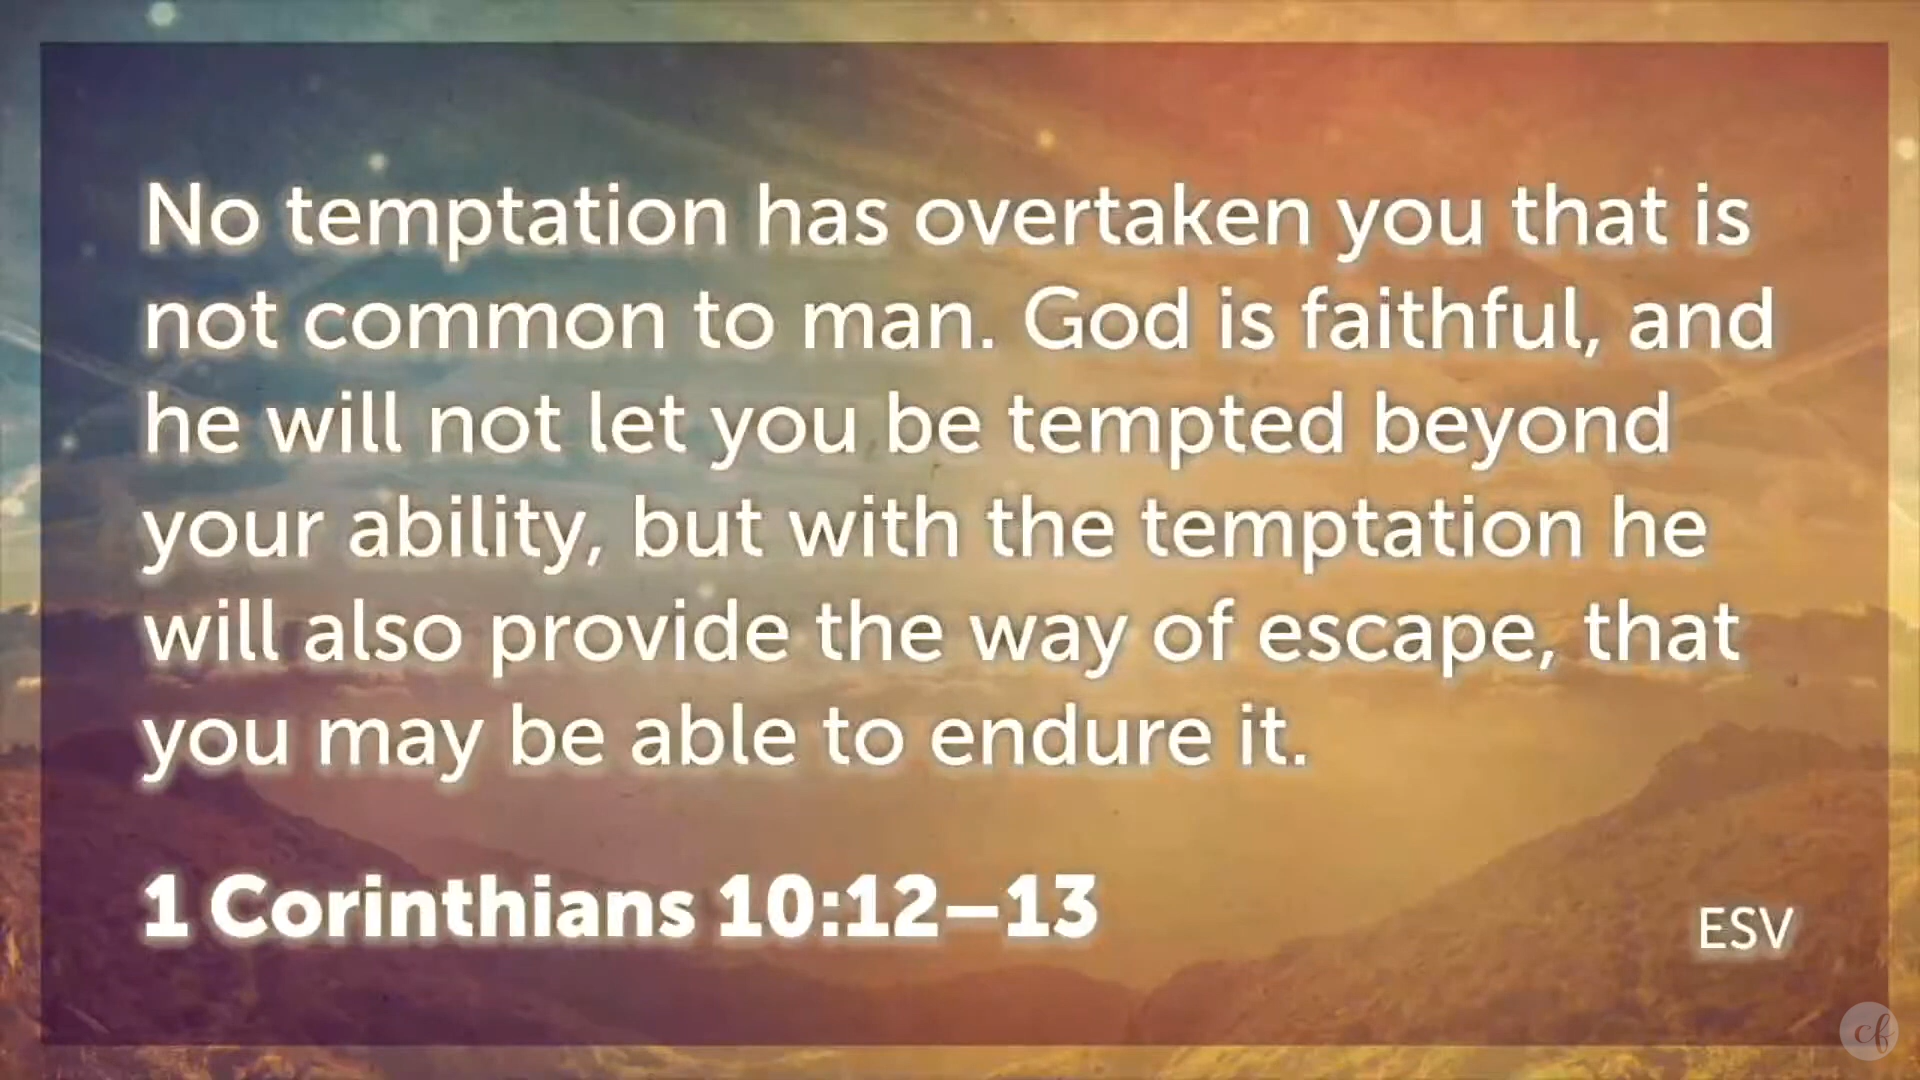 No temptation has overtaken you that is
not common to man. God is faithful, and
he will not let you be tempted beyond
your ability, but with the temptation he
will also provide the way of escape, that
you may be able to endure it.
1 Corinthians 10:12–13
ESV
cf